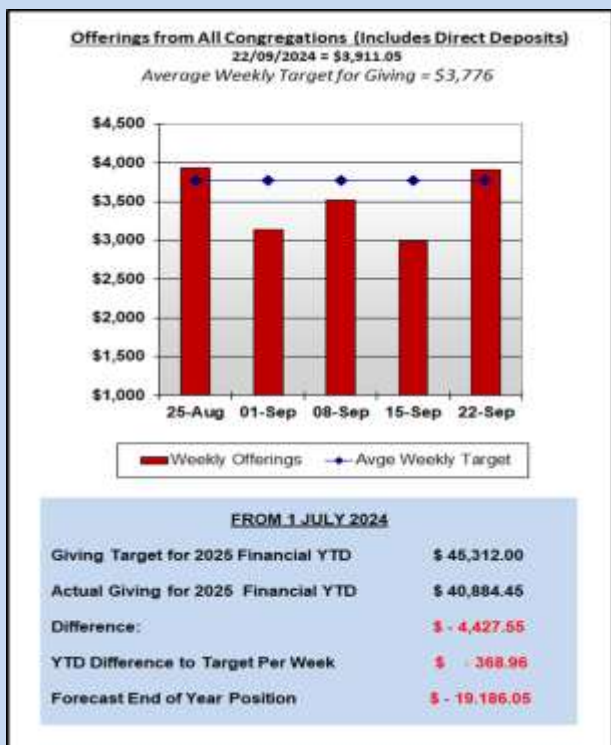 Offerings from All Congregations (Includes Direct Deposits)
22/09/2024 = $3,911.05
Average Weekly Target for Giving = $3,776
$4,500
$4,000
$3,500
$3,000
$2,500
$2,000
$1,500
$1,000
25-Aug 01-Sep 08-Sep 15-Sep 22-Sep
Weekly Offerings Avge Weekly Target
FROM 1 JULY 2024
Giving Target for 2025 Financial YTD $ 45,312.00
Actual Giving for 2025 Financial YTD $ 40,884.45
Difference: $ - 4,427.55
YTD Difference to Target Per Week $ - 368.96
Forecast End of Year Position $ - 19.186.05